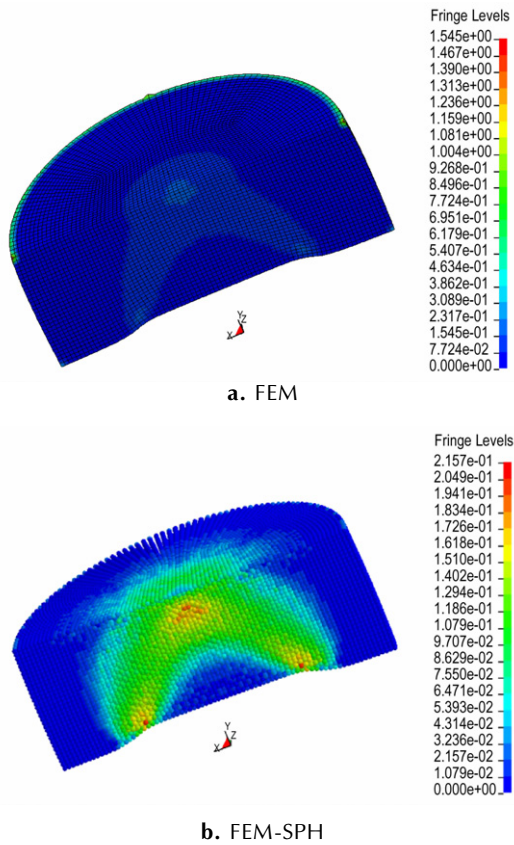 Fringe Levels
1.545e+00
1.467e+00
1.390e+00
1.313e+00
1.236e+00
1.159e+00
1.081e+00
1.004e+00
9.268e-01
8.496e-01
7.724e-01
6.951e-01
6.179e-01
5.407e-01
4.634e-01
3.862e-01
3.089e-01
2.317e-01
1.545e-01
7.724e-02
0.000e+00
Y
Z
X
a. FEM
Fringe Levels
2.157e-01
2.049e-01
1.941e-01
1.834e-01
1.726e-01
1.618e-01
1.510e-01
1.402e-01
1.294e-01
1.186e-01
1.079e-01
9.707e-02
8.629e-02
7.550e-02
6.471e-02
5.393e-02
4.314e-02
3.236e-02
2.157e-02
1.079e-02
0.000e+00
Y
X Z
b. FEM-SPH